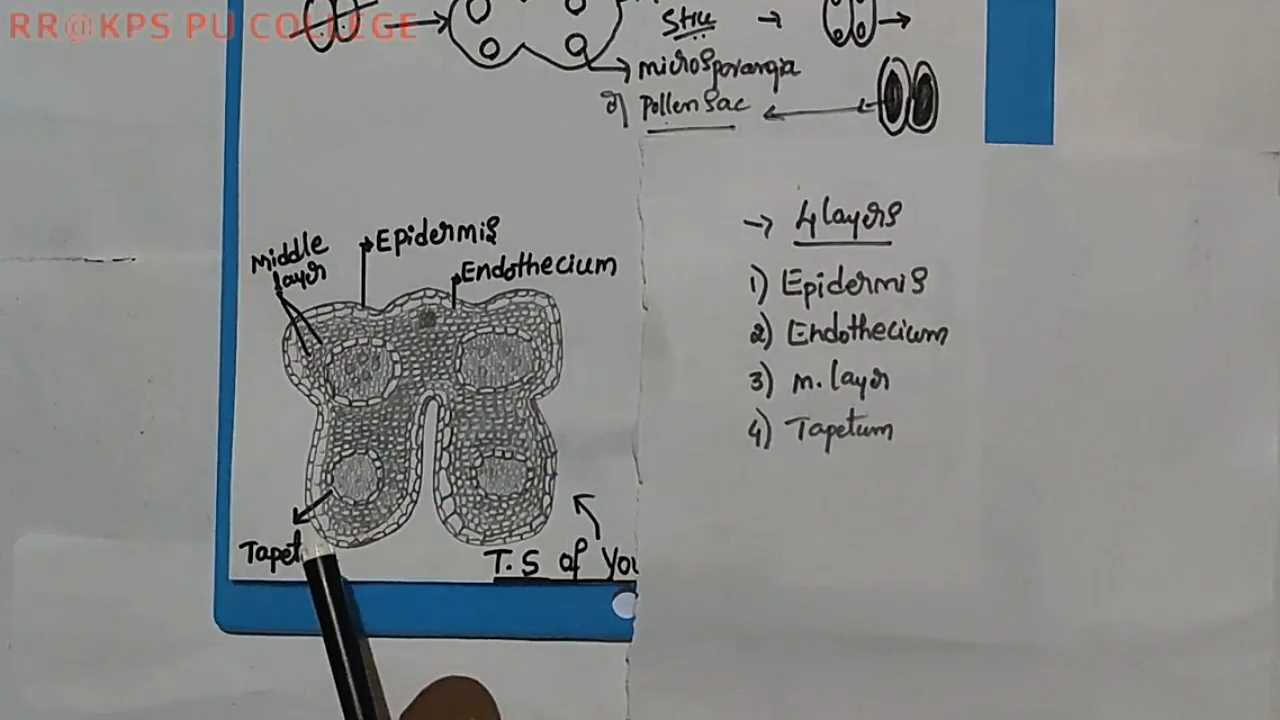 RR@KPS PU COLLEGE
Stru →
microsporangia
Pollen sac
→ 4 layers
1) Epidermis
2) Endothecium
3) m. layer
4) Tapetum
Epidermis
Middle
layer
Endothecium
Tapet
T.S of You